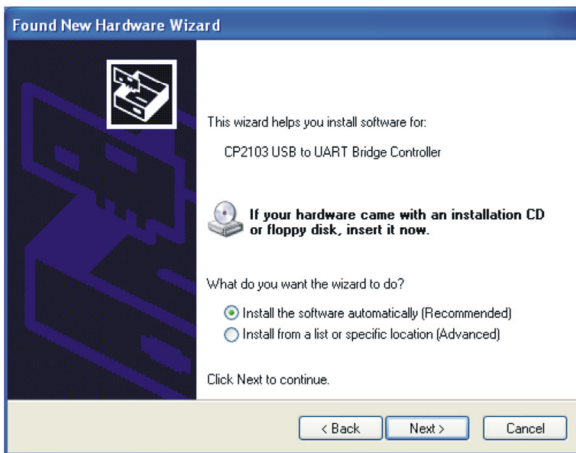 Found New Hardware Wizard
This wizard helps you install software for:
CP2103 USB to UART Bridge Controller
If your hardware came with an installation CD
or floppy disk, insert it now.
What do you want the wizard to do?
Install the software automatically (Recommended)
Install from a list or specific location (Advanced)
Click Next to continue.
< Back Next > Cancel